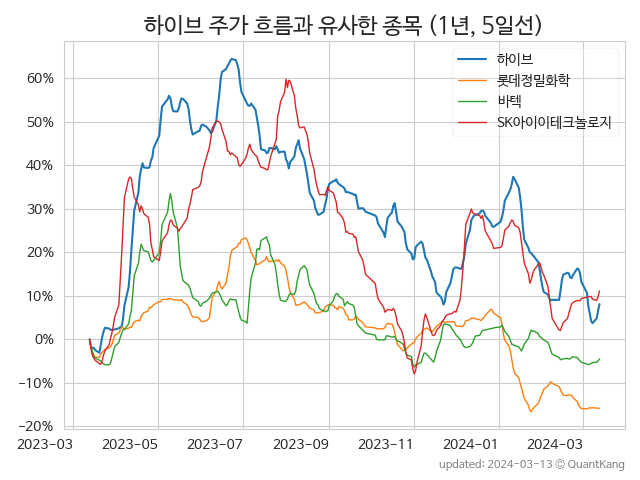 하이브 주가 흐름과 유사한 종목 (1년, 5일선)
하이브
롯데정밀화학
바텍
SK아이이테크놀로지
60%
50%
40%
30%
20%
10%
0%
−10%
−20%
2023-03 2023-05 2023-07 2023-09 2023-11 2024-01 2024-03
updated: 2024-03-13 ⓒ QuantKang